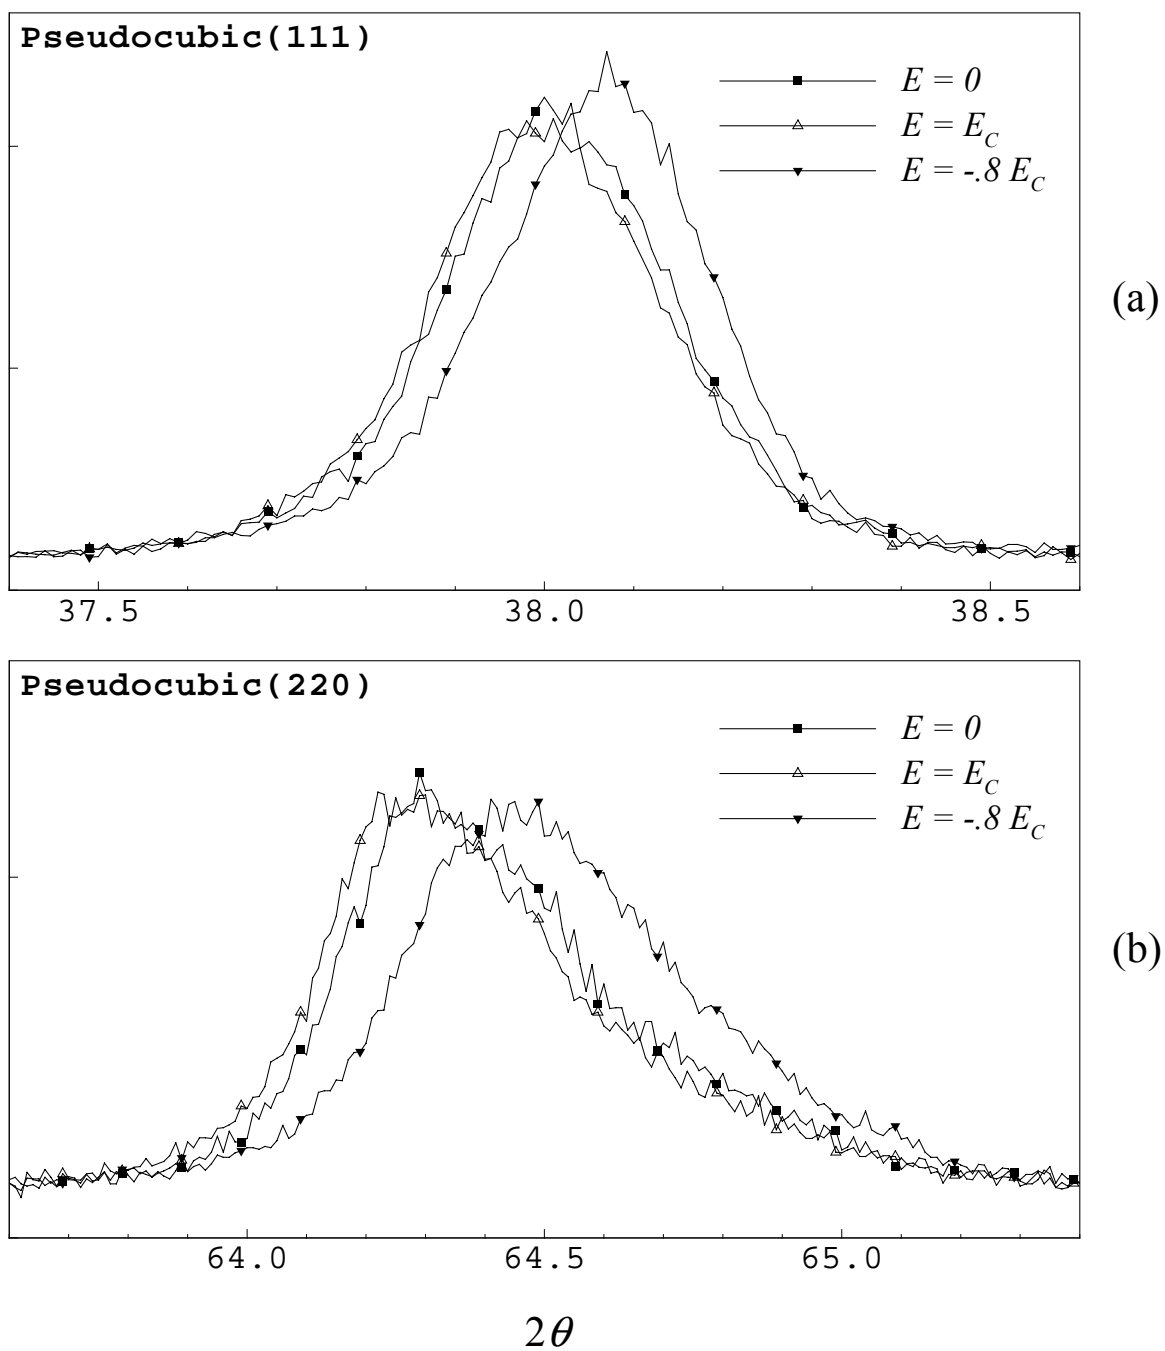 Pseudocubic(111)
E = 0
E = E_C
E = -.8 E_C
(a)
37.5 38.0 38.5
Pseudocubic(220)
E = 0
E = E_C
E = -.8 E_C
(b)
64.0 64.5 65.0
2θ